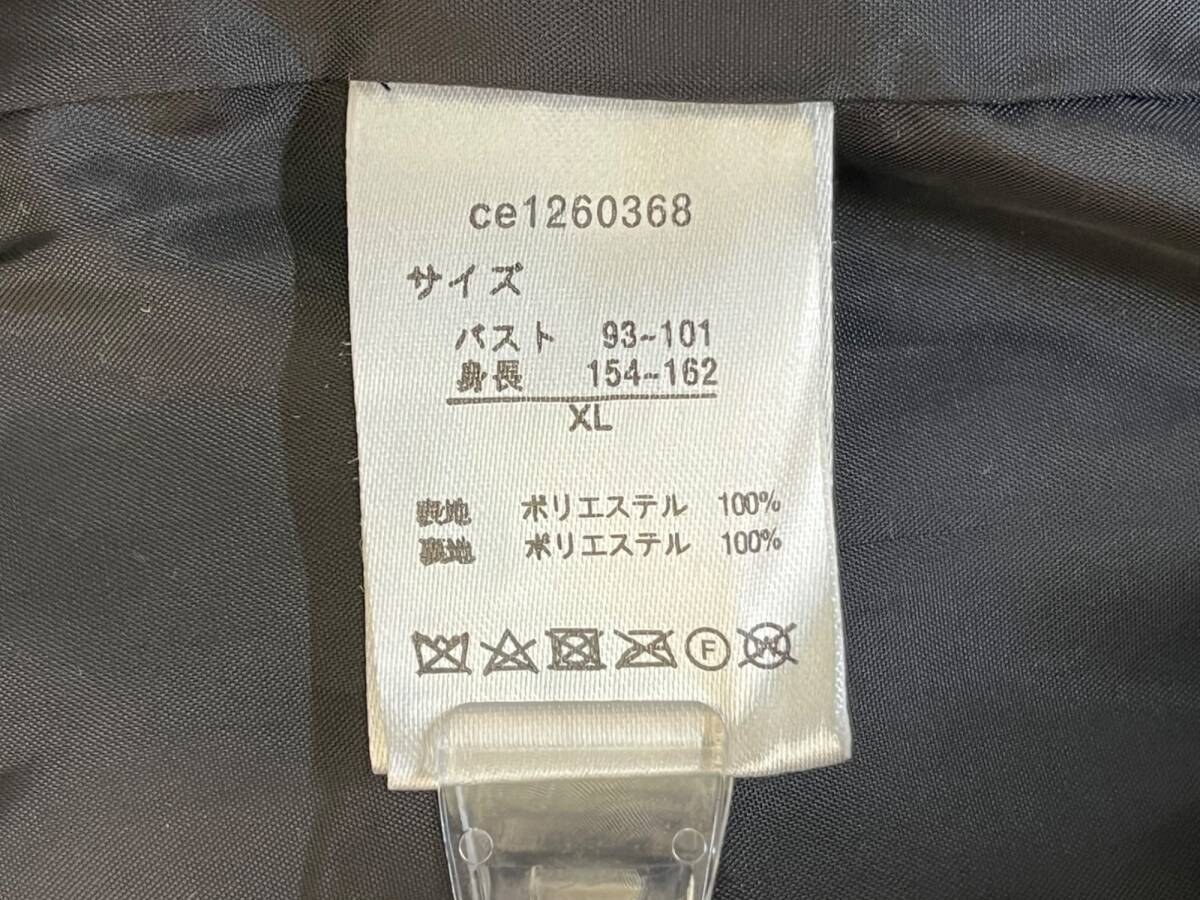 ce1260368
サイズ
バスト 93~101
身長 154~162
XL
表地 ポリエステル 100%
裏地 ポリエステル 100%
F W